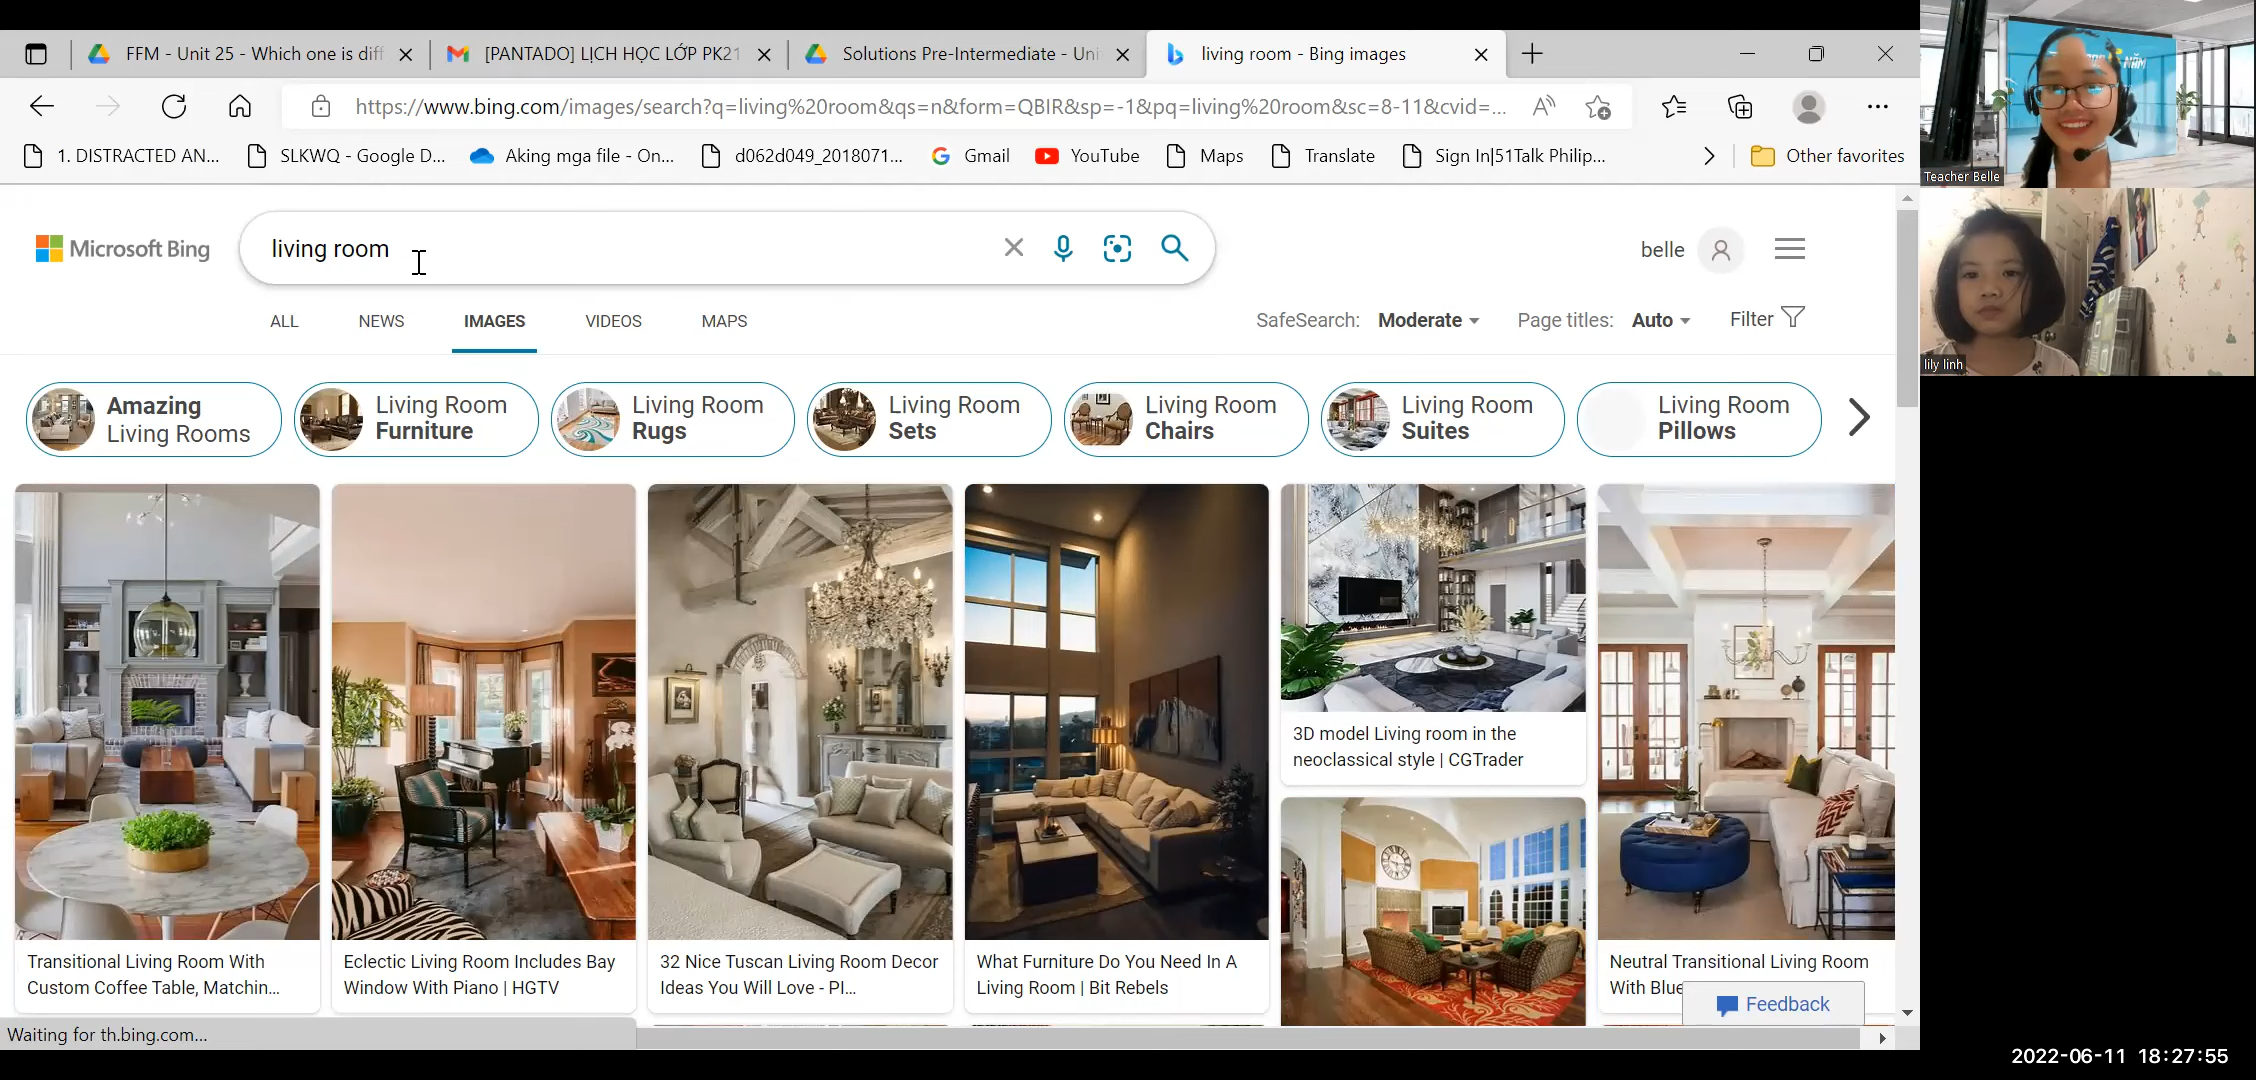 FFM - Unit 25 - Which one is diff
[PANTADO] LỊCH HỌC LỚP PK21
Solutions Pre-Intermediate - Uni
living room - Bing images
https://www.bing.com/images/search?q=living%20room&qs=n&form=QBIR&sp=-1&pq=living%20room&sc=8-11&cvid=...
1. DISTRACTED AN...
SLKWQ - Google D...
Aking mga file - On...
d062d049_2018071...
Gmail
YouTube
Maps
Translate
Sign In|51Talk Philip...
Other favorites
Teacher Belle
Microsoft Bing
living room
belle
ALL
NEWS
IMAGES
VIDEOS
MAPS
SafeSearch: Moderate
Page titles: Auto
Filter
lily linh
Amazing
Living Rooms
Living Room
Furniture
Living Room
Rugs
Living Room
Sets
Living Room
Chairs
Living Room
Suites
Living Room
Pillows
3D model Living room in the
neoclassical style | CGTrader
Transitional Living Room With
Custom Coffee Table, Matchin...
Eclectic Living Room Includes Bay
Window With Piano | HGTV
32 Nice Tuscan Living Room Decor
Ideas You Will Love - PI...
What Furniture Do You Need In A
Living Room | Bit Rebels
Neutral Transitional Living Room
With Blue
Feedback
Waiting for th.bing.com...
2022-06-11 18:27:55